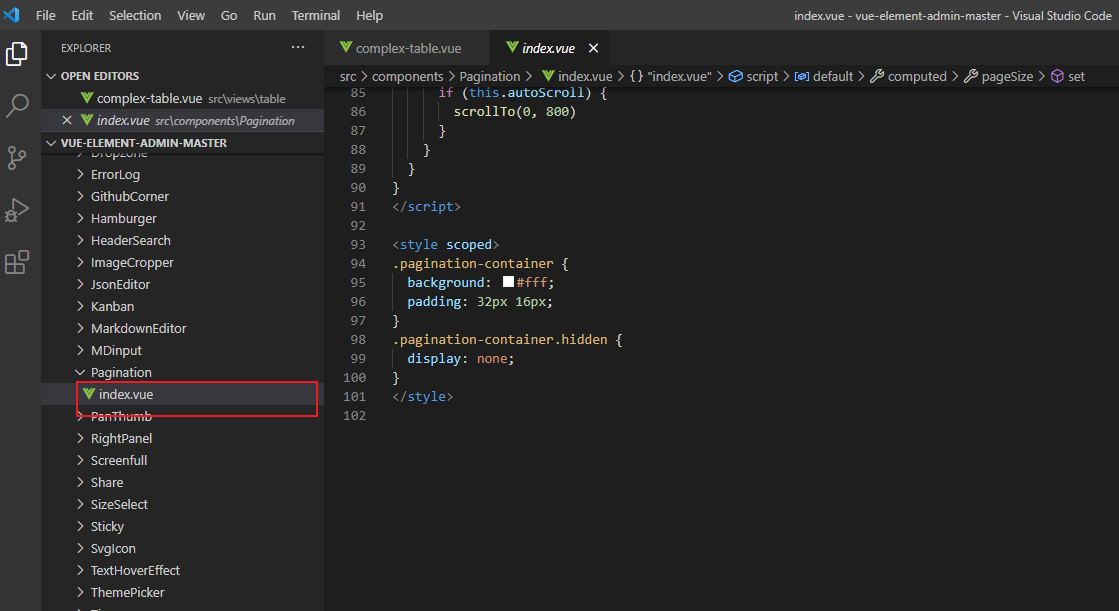 File Edit Selection View Go Run Terminal Help
index.vue - vue-element-admin-master - Visual Studio Code
EXPLORER ···
OPEN EDITORS
complex-table.vue src\views\table
index.vue src\components\Pagination
VUE-ELEMENT-ADMIN-MASTER
Dropzone
ErrorLog
GithubCorner
Hamburger
HeaderSearch
ImageCropper
JsonEditor
Kanban
MarkdownEditor
MDinput
Pagination
index.vue
PanThumb
RightPanel
Screenfull
Share
SizeSelect
Sticky
SvgIcon
TextHoverEffect
ThemePicker
complex-table.vue
index.vue
src > components > Pagination > index.vue > {} "index.vue" > script > default > computed > pageSize > set
85 if (this.autoScroll) {
86 scrollTo(0, 800)
87 }
88 }
89 }
90 }
91 </script>
92
93 <style scoped>
94 .pagination-container {
95 background: #fff;
96 padding: 32px 16px;
97 }
98 .pagination-container.hidden {
99 display: none;
100 }
101 </style>
102